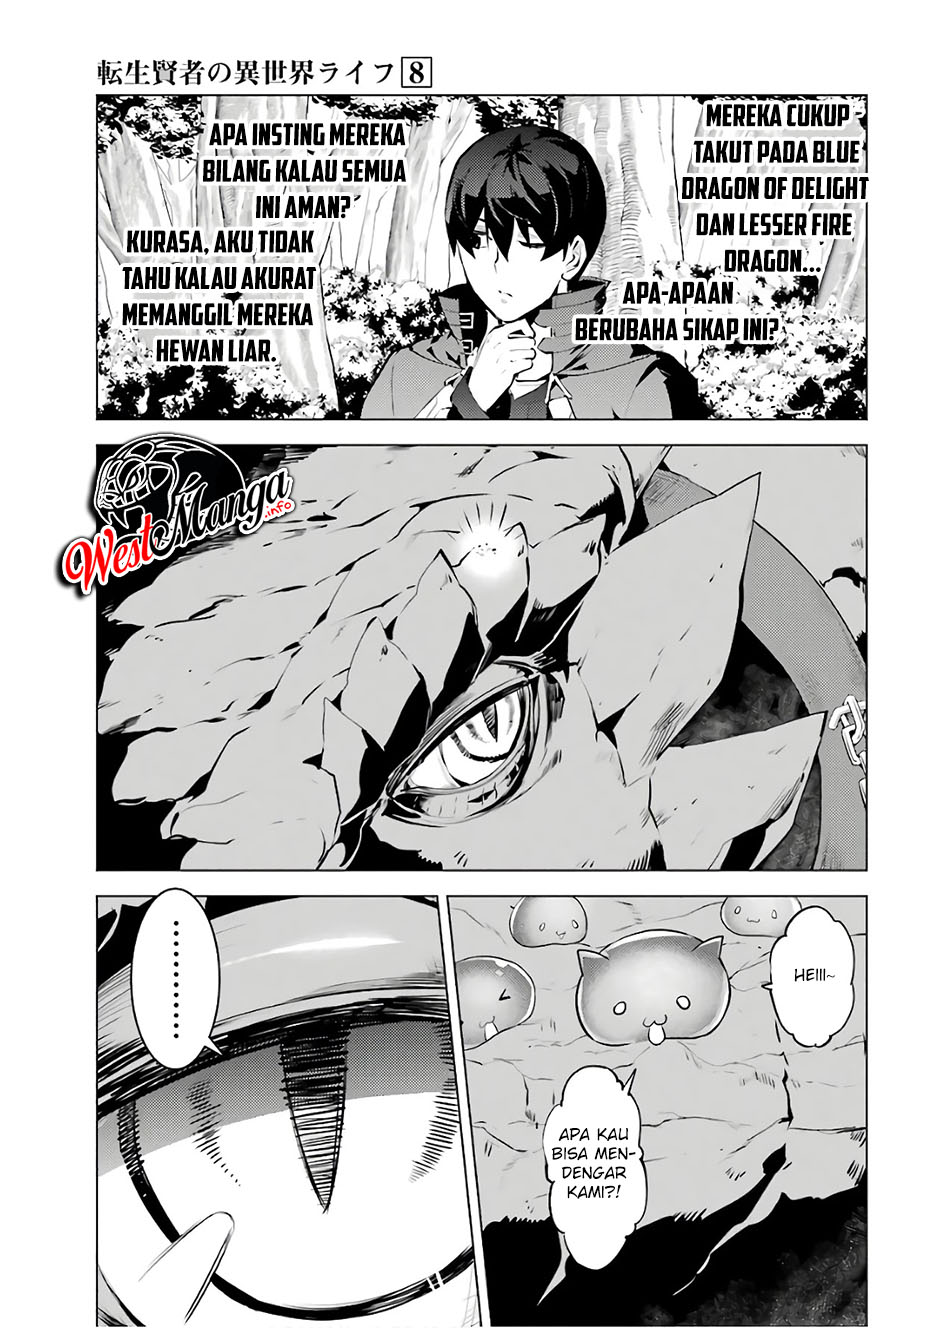 転生賢者の異世界ライフ 8
MEREKA CUKUP
TAKUT PADA BLUE
DRAGON OF DELIGHT
DAN LESSER FIRE
DRAGON...
APA-APAAN
BERUBAHA SIKAP INI?
APA INSTING MEREKA
BILANG KALAU SEMUA
INI AMAN?
KURASA, AKU TIDAK
TAHU KALAU AKURAT
MEMANGGIL MEREKA
HEWAN LIAR.
WestManga
.info
HEIII~
APA KAU
BISA MEN-
DENGAR
KAMI?!
..........